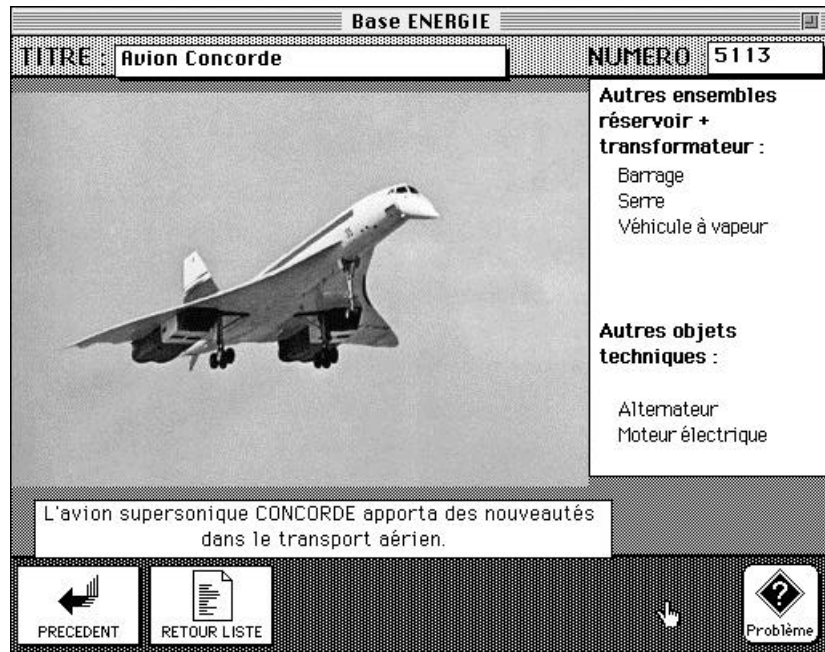 Base ENERGIE
TITRE : Avion Concorde
NUMERO 5113
Autres ensembles
réservoir +
transformateur :
Barrage
Serre
Véhicule à vapeur
Autres objets
techniques :
Alternateur
Moteur électrique
L'avion supersonique CONCORDE apporta des nouveautés
dans le transport aérien.
PRECEDENT
RETOUR LISTE
?
Problème